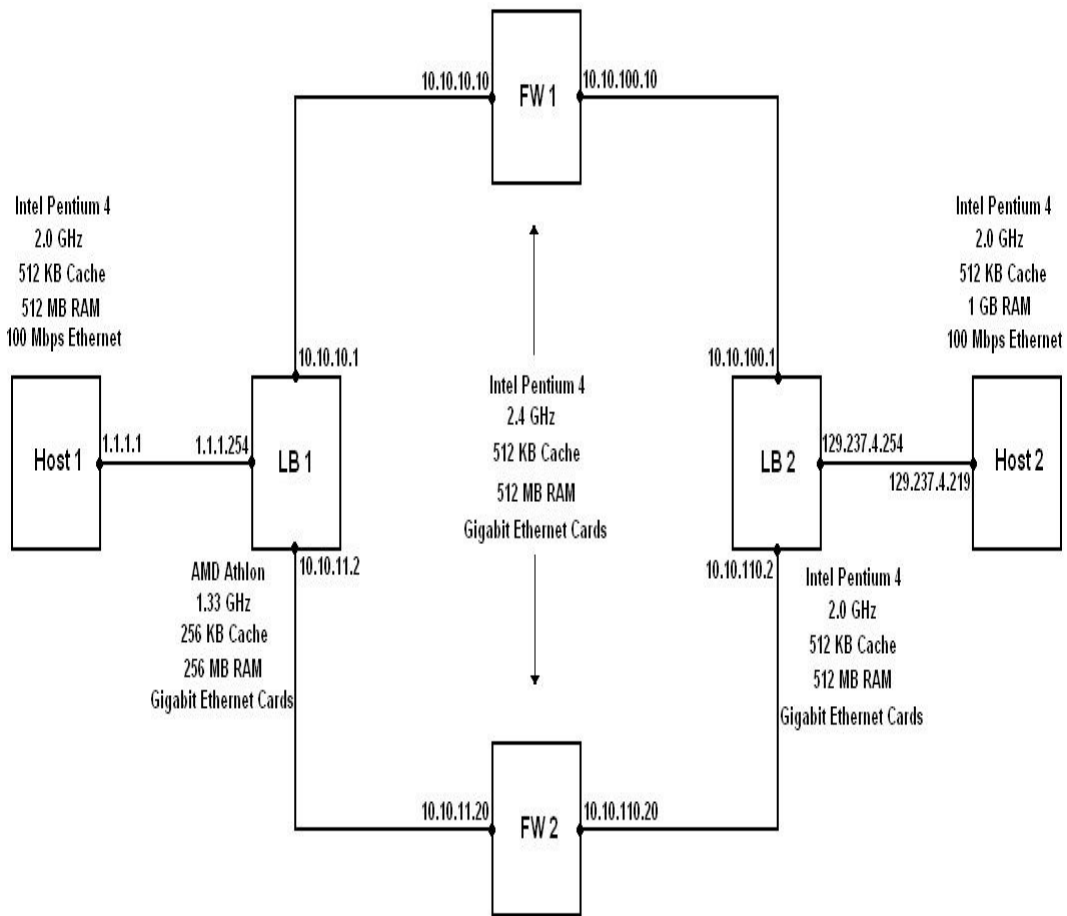 10.10.10.10
FW 1
10.10.100.10
Intel Pentium 4
2.0 GHz
512 KB Cache
512 MB RAM
100 Mbps Ethernet
Intel Pentium 4
2.0 GHz
512 KB Cache
1 GB RAM
100 Mbps Ethernet
10.10.10.1
10.10.100.1
Intel Pentium 4
2.4 GHz
512 KB Cache
512 MB RAM
Gigabit Ethernet Cards
Host 1
1.1.1.1
1.1.1.254
LB 1
LB 2
129.237.4.254
129.237.4.219
Host 2
10.10.11.2
10.10.110.2
AMD Athlon
1.33 GHz
256 KB Cache
256 MB RAM
Gigabit Ethernet Cards
Intel Pentium 4
2.0 GHz
512 KB Cache
512 MB RAM
Gigabit Ethernet Cards
10.10.11.20
FW 2
10.10.110.20